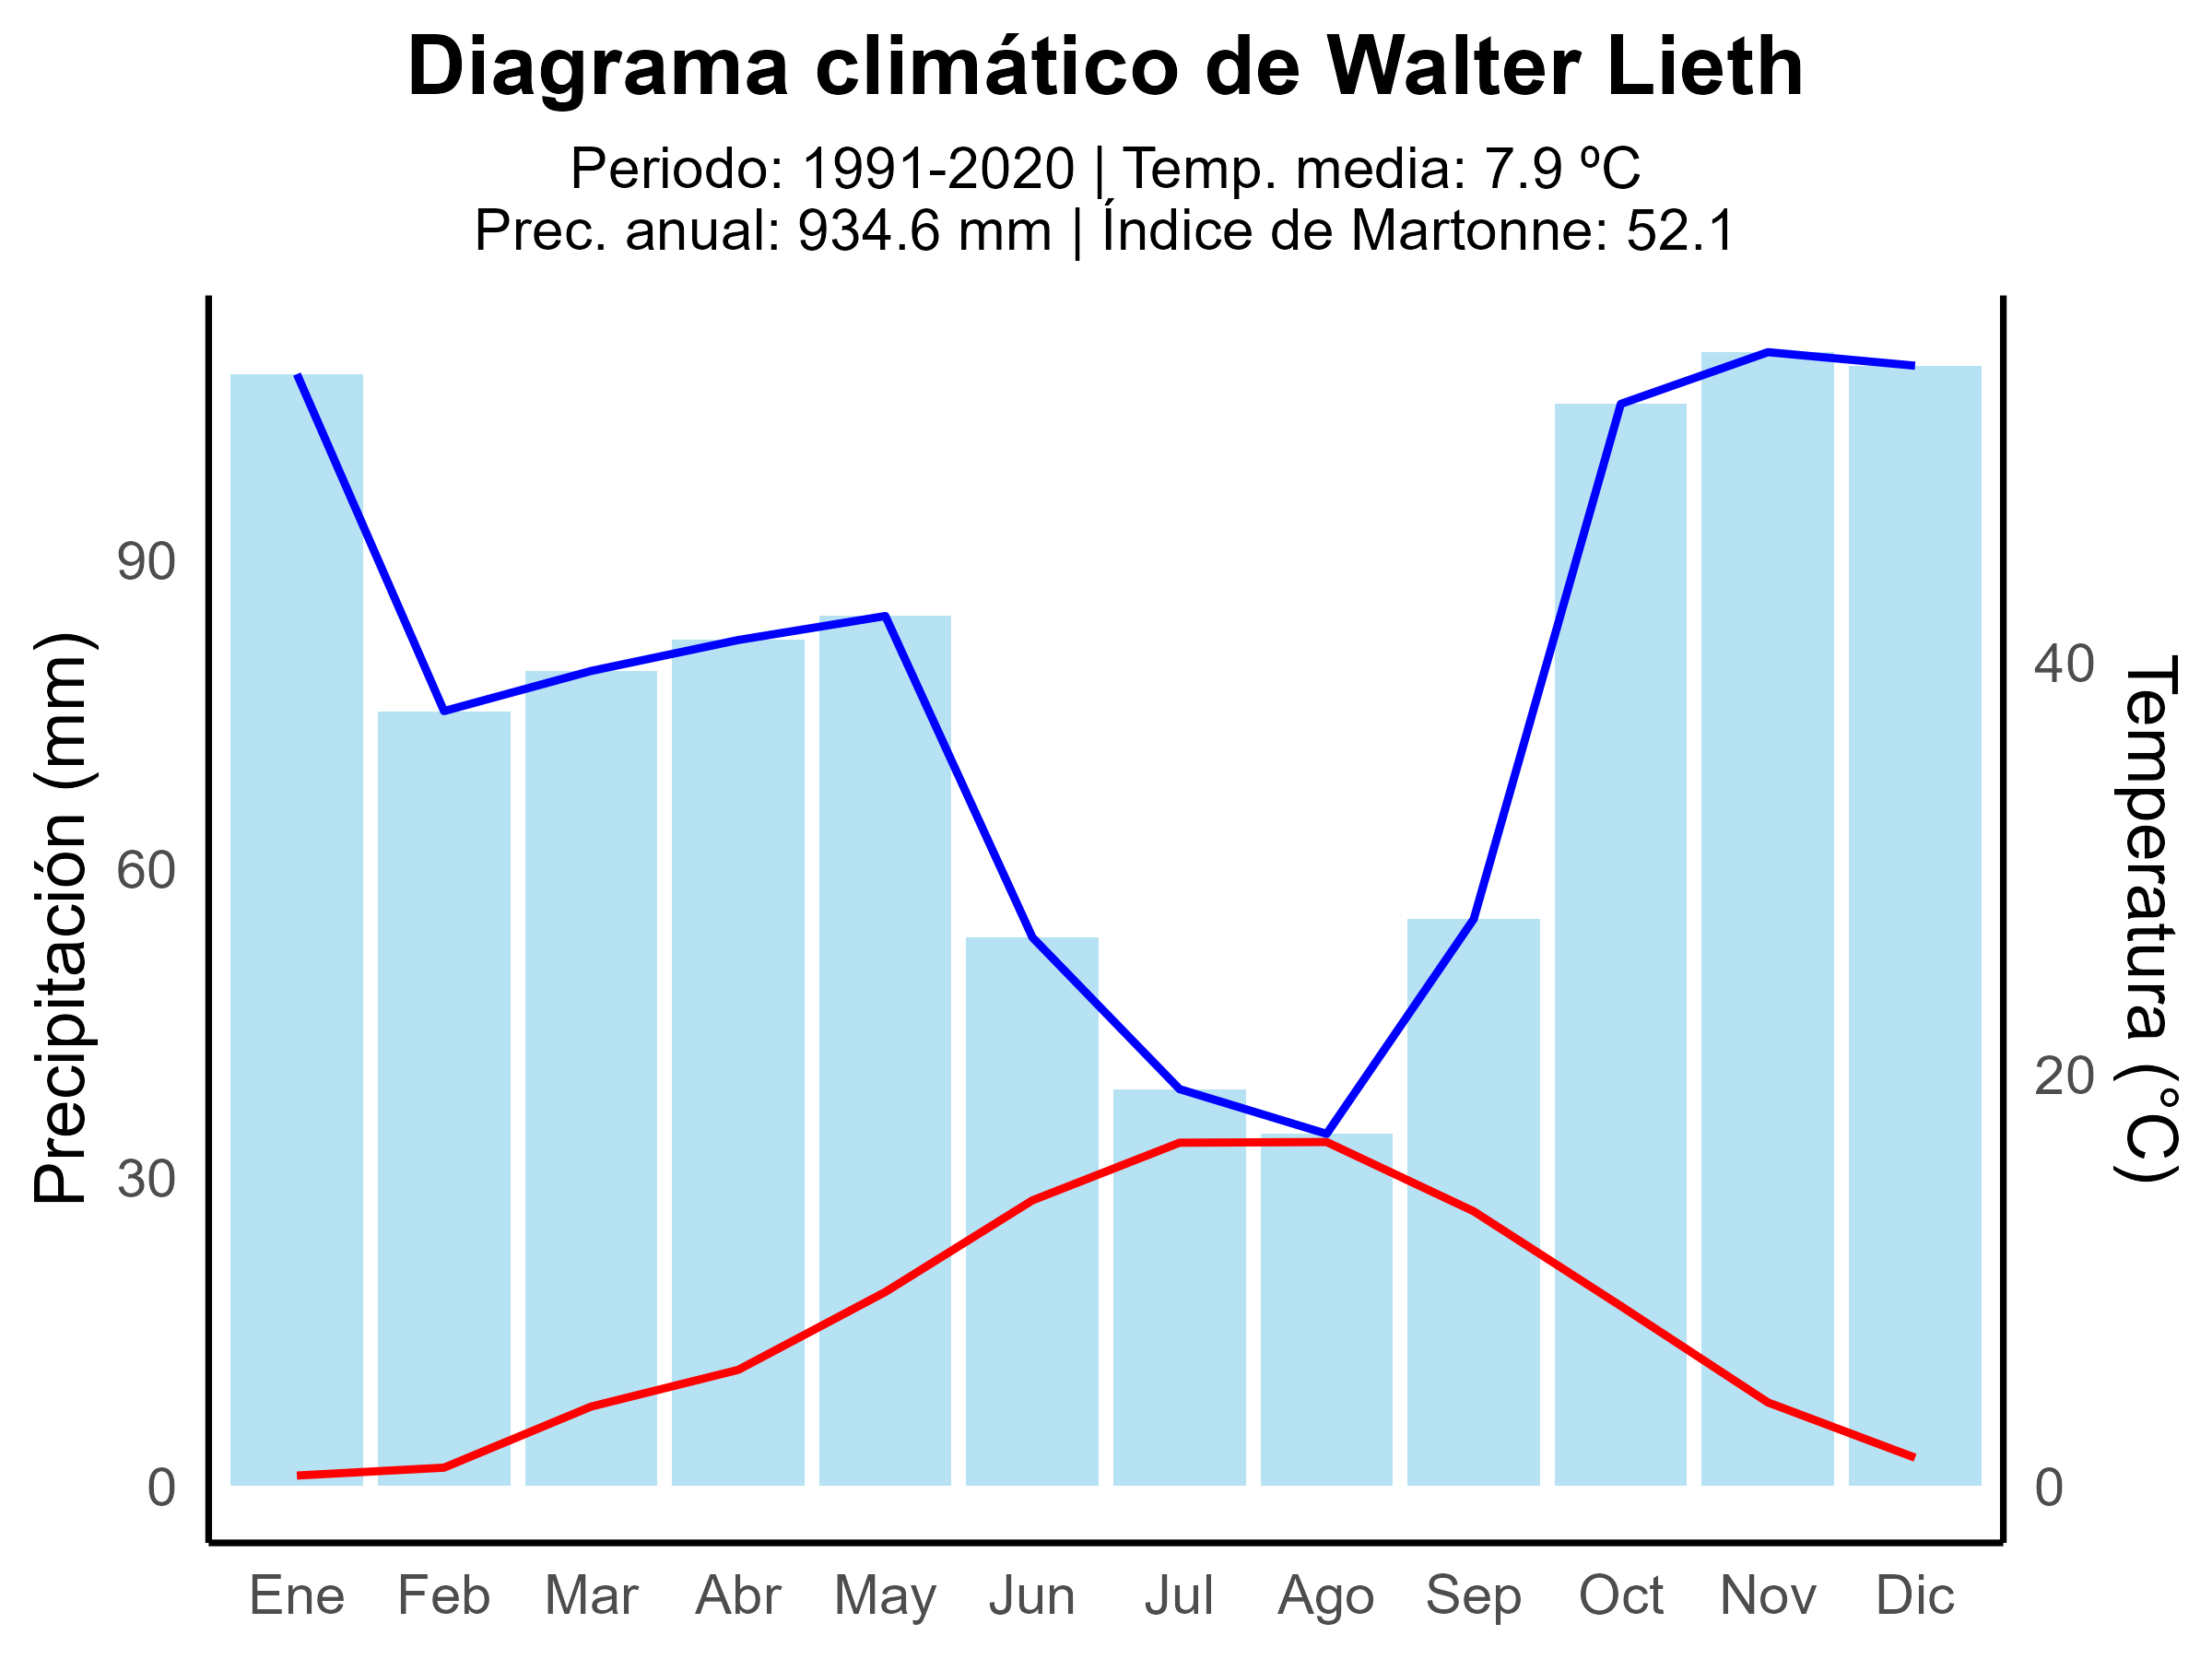 Diagrama climático de Walter Lieth
Periodo: 1991-2020 | Temp. media: 7.9 ºC
Prec. anual: 934.6 mm | Índice de Martonne: 52.1
Precipitación (mm)
90
60
30
0
40
20
0
Temperatura (°C)
Ene Feb Mar Abr May Jun Jul Ago Sep Oct Nov Dic